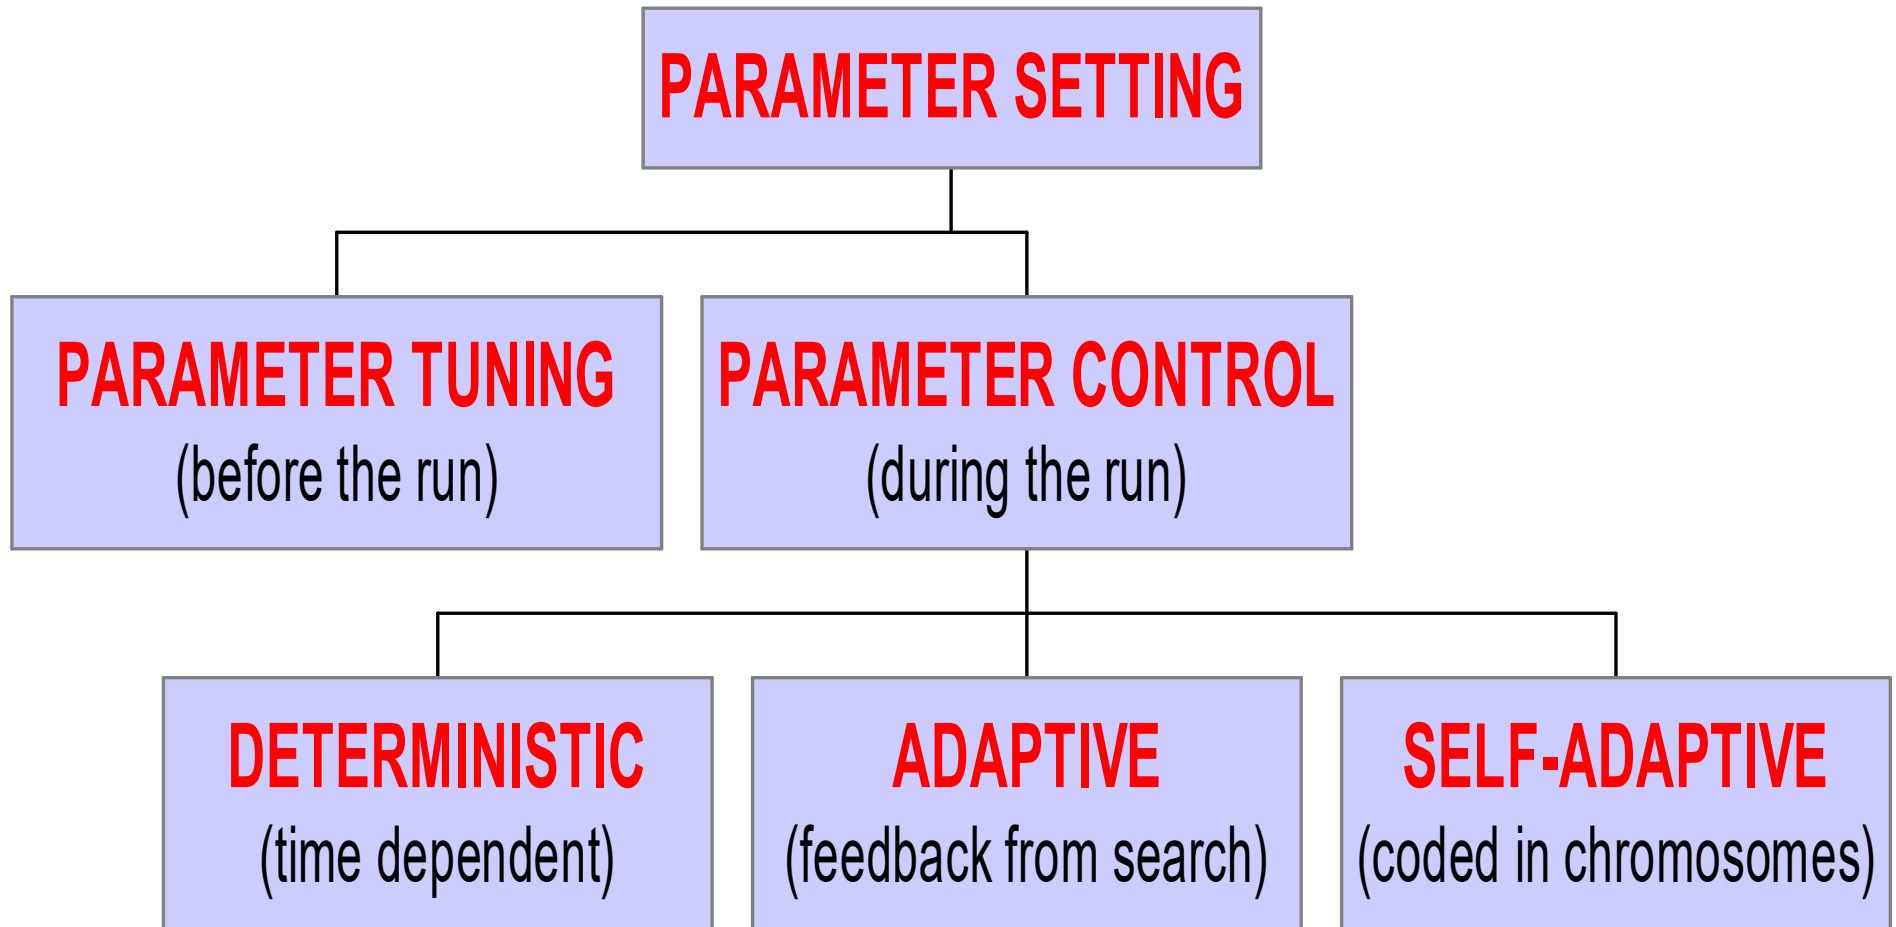 PARAMETER SETTING
PARAMETER TUNING
(before the run)
PARAMETER CONTROL
(during the run)
DETERMINISTIC
(time dependent)
ADAPTIVE
(feedback from search)
SELF-ADAPTIVE
(coded in chromosomes)